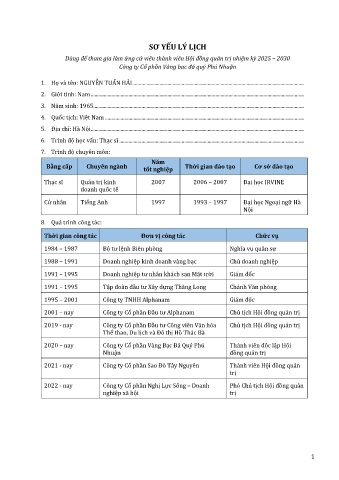 SƠ YẾU LÝ LỊCH
Dùng để tham gia làm ứng cử viên thành viên Hội đồng quản trị nhiệm kỳ 2025 – 2030
Công ty Cổ phần Vàng bạc đá quý Phú Nhuận
1. Họ và tên: NGUYỄN TUẤN HẢI
2. Giới tính: Nam
3. Năm sinh: 1965
4. Quốc tịch: Việt Nam
5. Địa chỉ: Hà Nội
6. Trình độ học vấn: Thạc sĩ
7. Trình độ chuyên môn:
Bằng cấp Chuyên ngành Năm tốt nghiệp Thời gian đào tạo Cơ sở đào tạo
Thạc sĩ Quản trị kinh doanh quốc tế 2007 2006 – 2007 Đại học IRVINE
Cử nhân Tiếng Anh 1997 1993 – 1997 Đại học Ngoại ngữ Hà Nội
8. Quá trình công tác:
Thời gian công tác Đơn vị công tác Chức vụ
1984 – 1987 Bộ tư lệnh Biên phòng Nghĩa vụ quân sự
1988 – 1991 Doanh nghiệp kinh doanh vàng bạc Chủ doanh nghiệp
1991 – 1995 Doanh nghiệp tư nhân khách sạn Mặt trời Giám đốc
1991 – 1995 Tập đoàn đầu tư Xây dựng Thăng Long Chánh Văn phòng
1995 – 2001 Công ty TNHH Alphanam Giám đốc
2001 – nay Công ty Cổ phần Đầu tư Alphanam Chủ tịch Hội đồng quản trị
2019 - nay Công ty Cổ phần Đầu tư Công viên Văn hóa Thể thao, Du lịch và Đô thị Hồ Thác Bà Chủ tịch Hội đồng quản trị
2020 – nay Công ty Cổ phần Vàng Bạc Đá Quý Phú Nhuận Thành viên độc lập Hội đồng quản trị
2021 - nay Công ty Cổ phần Sao Đỏ Tây Nguyên Thành viên Hội đồng quản trị
2022 - nay Công ty Cổ phần Nghị Lực Sống – Doanh nghiệp xã hội Phó Chủ tịch Hội đồng quản trị
1